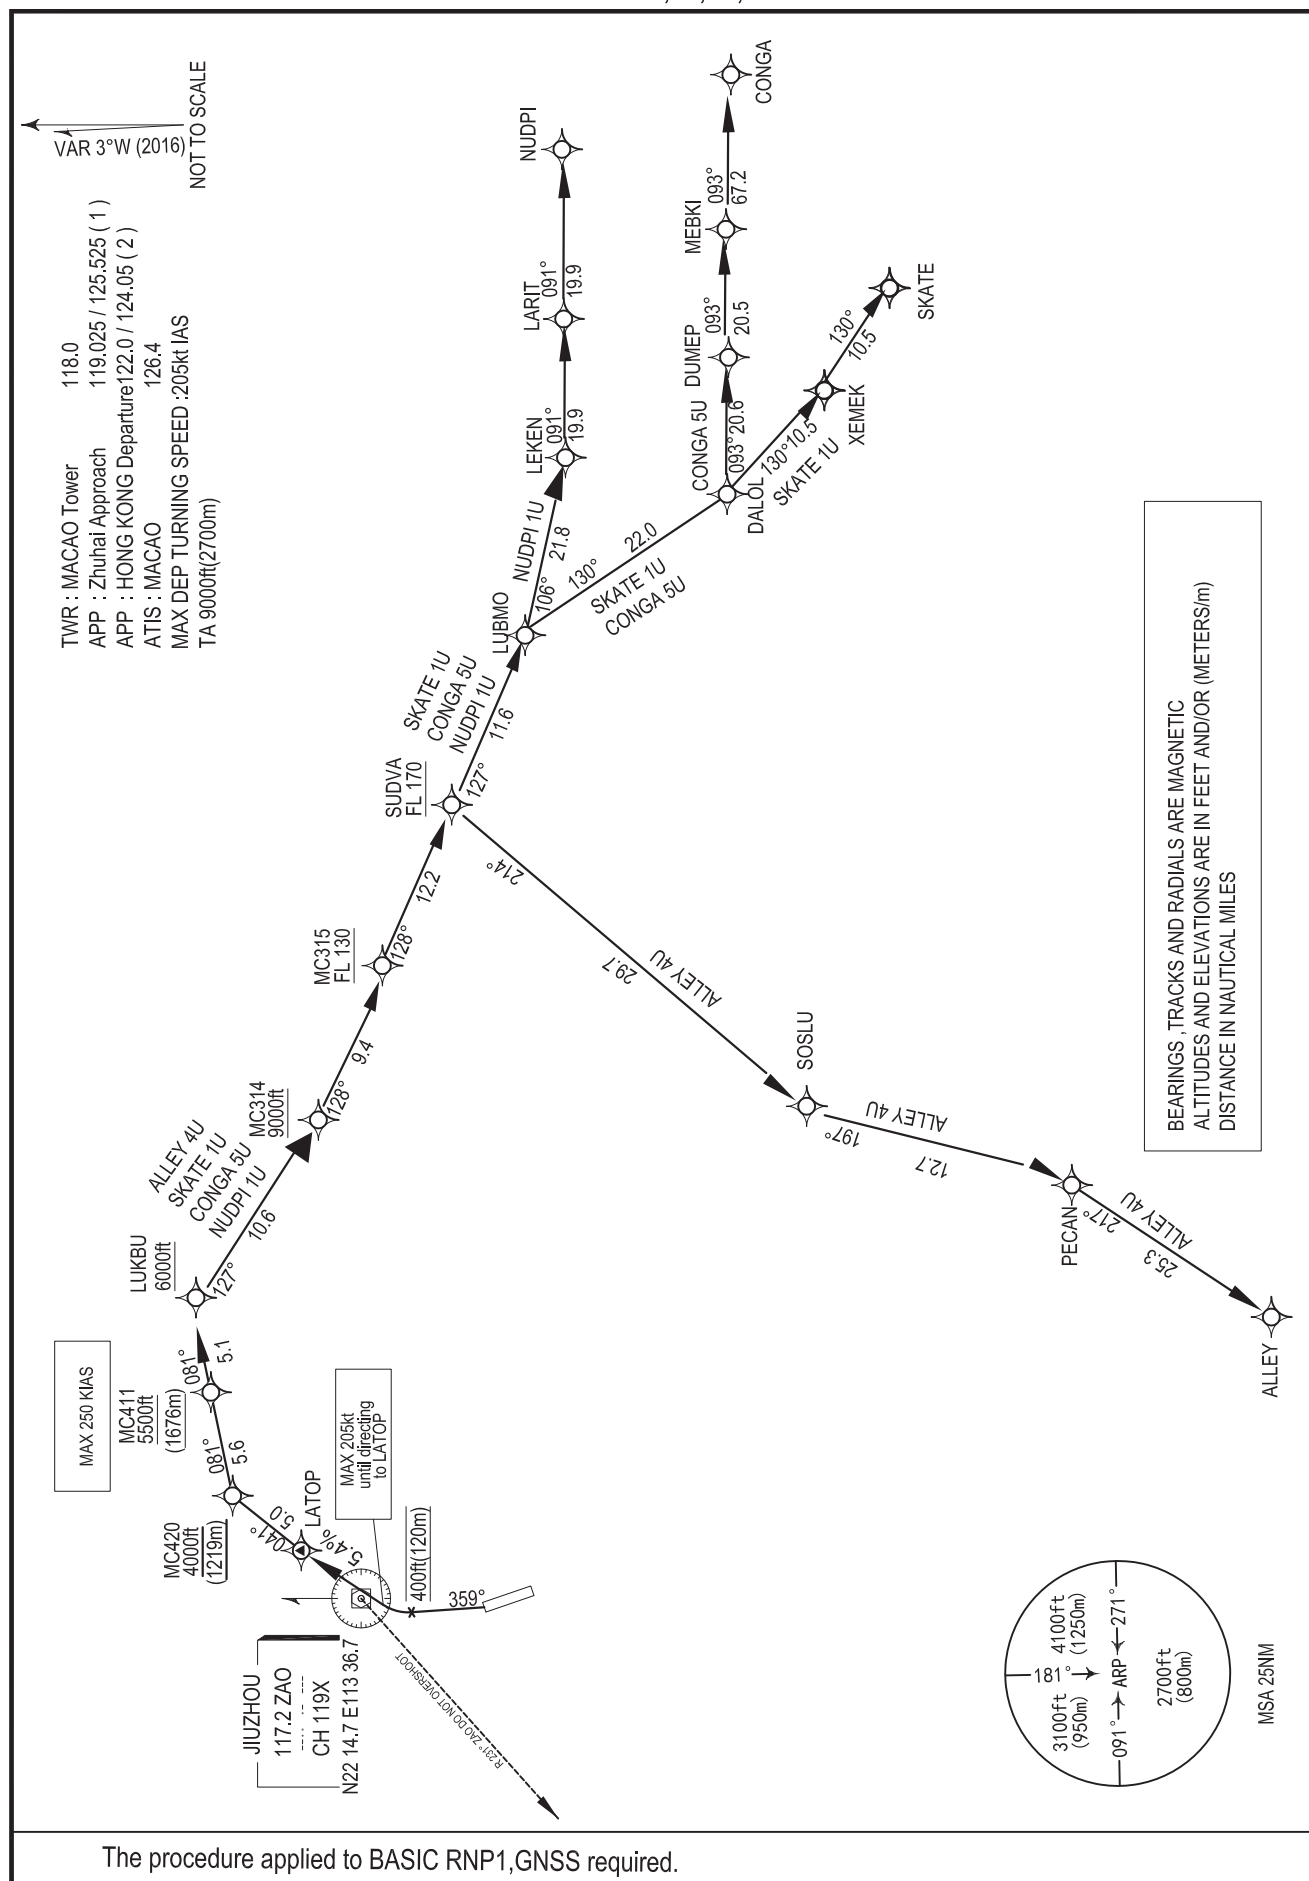 VAR 3°W (2016)
NOT TO SCALE
TWR : MACAO Tower 118.0
APP : Zhuhai Approach 119.025 / 125.525 ( 1 )
APP : HONG KONG Departure122.0 / 124.05 ( 2 )
ATIS : MACAO 126.4
MAX DEP TURNING SPEED :205kt IAS
TA 9000ft(2700m)
JIUZHOU
117.2 ZAO
CH 119X
N22 14.7 E113 36.7
359°
400ft(120m)
MAX 205kt
until directing
to LATOP
R 231° ZAO DO NOT OVERSHOOT
5.4%
LATOP
041°
5.0
MC420
4000ft
(1219m)
081°
5.6
MAX 250 KIAS
MC411
5500ft
(1676m)
081°
5.1
LUKBU
6000ft
127°
10.6
ALLEY 4U
SKATE 1U
CONGA 5U
NUDPI 1U
MC314
9000ft
128°
9.4
MC315
FL 130
128°
12.2
SUDVA
FL 170
127°
11.6
SKATE 1U
CONGA 5U
NUDPI 1U
LUBMO
106°
21.8
NUDPI 1U
LEKEN
091°
19.9
LARIT
091°
19.9
NUDPI
130°
22.0
SKATE 1U
CONGA 5U
DALOL
CONGA 5U
093°20.6
DUMEP
093°
20.5
MEBKI
093°
67.2
CONGA
130°10.5
SKATE 1U
XEMEK
130°
10.5
SKATE
214°
29.7
ALLEY 4U
SOSLU
197°
12.7
ALLEY 4U
PECAN
217°
25.3
ALLEY 4U
ALLEY
BEARINGS ,TRACKS AND RADIALS ARE MAGNETIC
ALTITUDES AND ELEVATIONS ARE IN FEET AND/OR (METERS/m)
DISTANCE IN NAUTICAL MILES
3100ft
(950m)
181°
4100ft
(1250m)
091° ARP 271°
2700ft
(800m)
MSA 25NM
The procedure applied to BASIC RNP1,GNSS required.